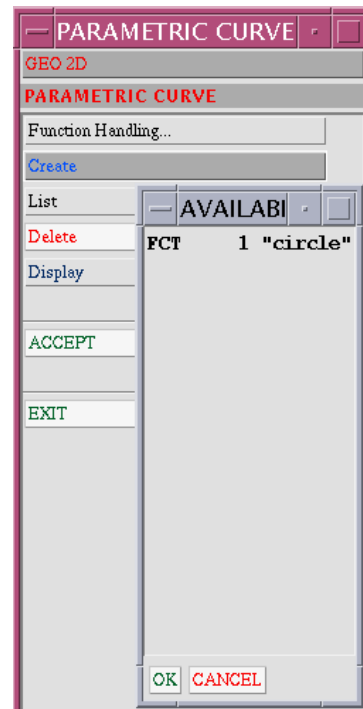 PARAMETRIC CURVE
GEO 2D
PARAMETRIC CURVE
Function Handling...
Create
List
AVAILABI
Delete
FCT 1 "circle"
Display
ACCEPT
EXIT
OK CANCEL